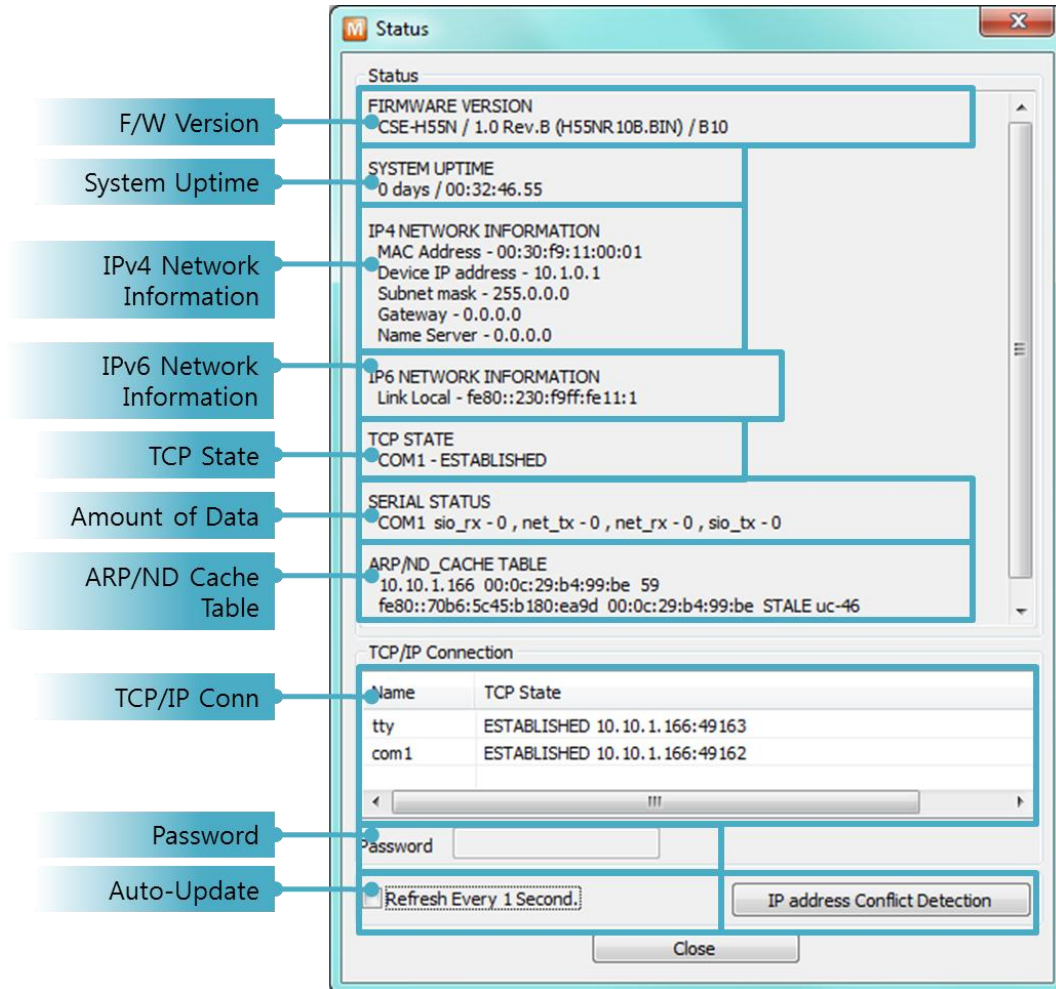 M Status
Status
F/W Version
FIRMWARE VERSION
CSE-H55N / 1.0 Rev.B (H55NR10B.BIN) / B10
System Uptime
SYSTEM UPTIME
0 days / 00:32:46.55
IPv4 Network
Information
IP4 NETWORK INFORMATION
MAC Address - 00:30:f9:11:00:01
Device IP address - 10.1.0.1
Subnet mask - 255.0.0.0
Gateway - 0.0.0.0
Name Server - 0.0.0.0
IPv6 Network
Information
IP6 NETWORK INFORMATION
Link Local - fe80::230:f9ff:fe11:1
TCP State
TCP STATE
COM1 - ESTABLISHED
Amount of Data
SERIAL STATUS
COM1 sio_rx - 0 , net_tx - 0 , net_rx - 0 , sio_tx - 0
ARP/ND Cache
Table
ARP/ND_CACHE TABLE
10.10.1.166 00:0c:29:b4:99:be 59
fe80::70b6:5c45:b180:ea9d 00:0c:29:b4:99:be STALE uc-46
TCP/IP Connection
TCP/IP Conn
Name TCP State
tty ESTABLISHED 10.10.1.166:49163
com1 ESTABLISHED 10.10.1.166:49162
Password
Password
Auto-Update
Refresh Every 1 Second.
IP address Conflict Detection
Close